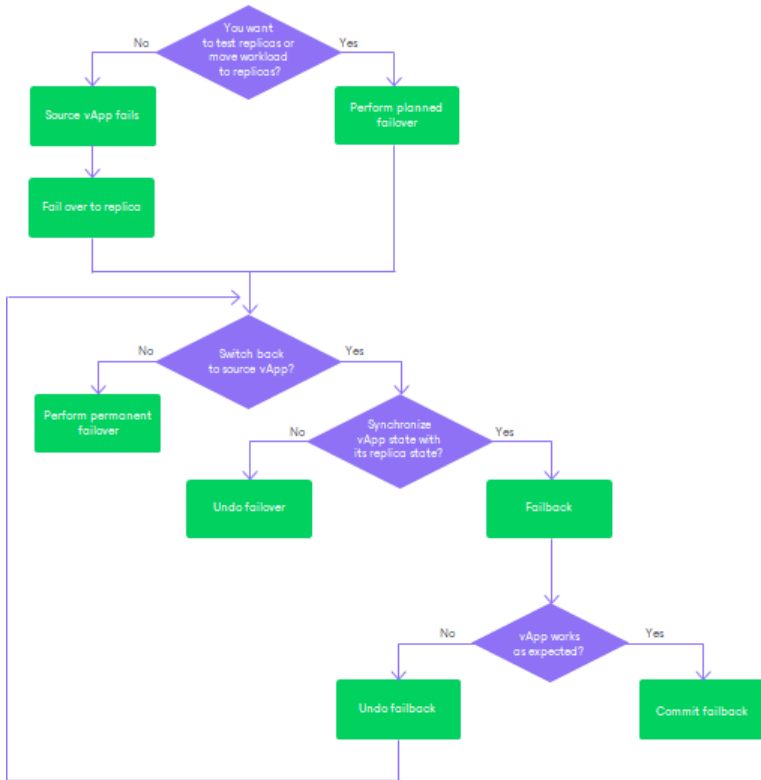 You want
to test replicas or
move workload
to replicas?
No
Yes
Source vApp fails
Perform planned
failover
Fail over to replica
Switch back
to source vApp?
No
Yes
Perform permanent
failover
Synchronize
vApp state with
its replica state?
No
Yes
Undo failover
Failback
vApp works
as expected?
No
Yes
Undo failback
Commit failback